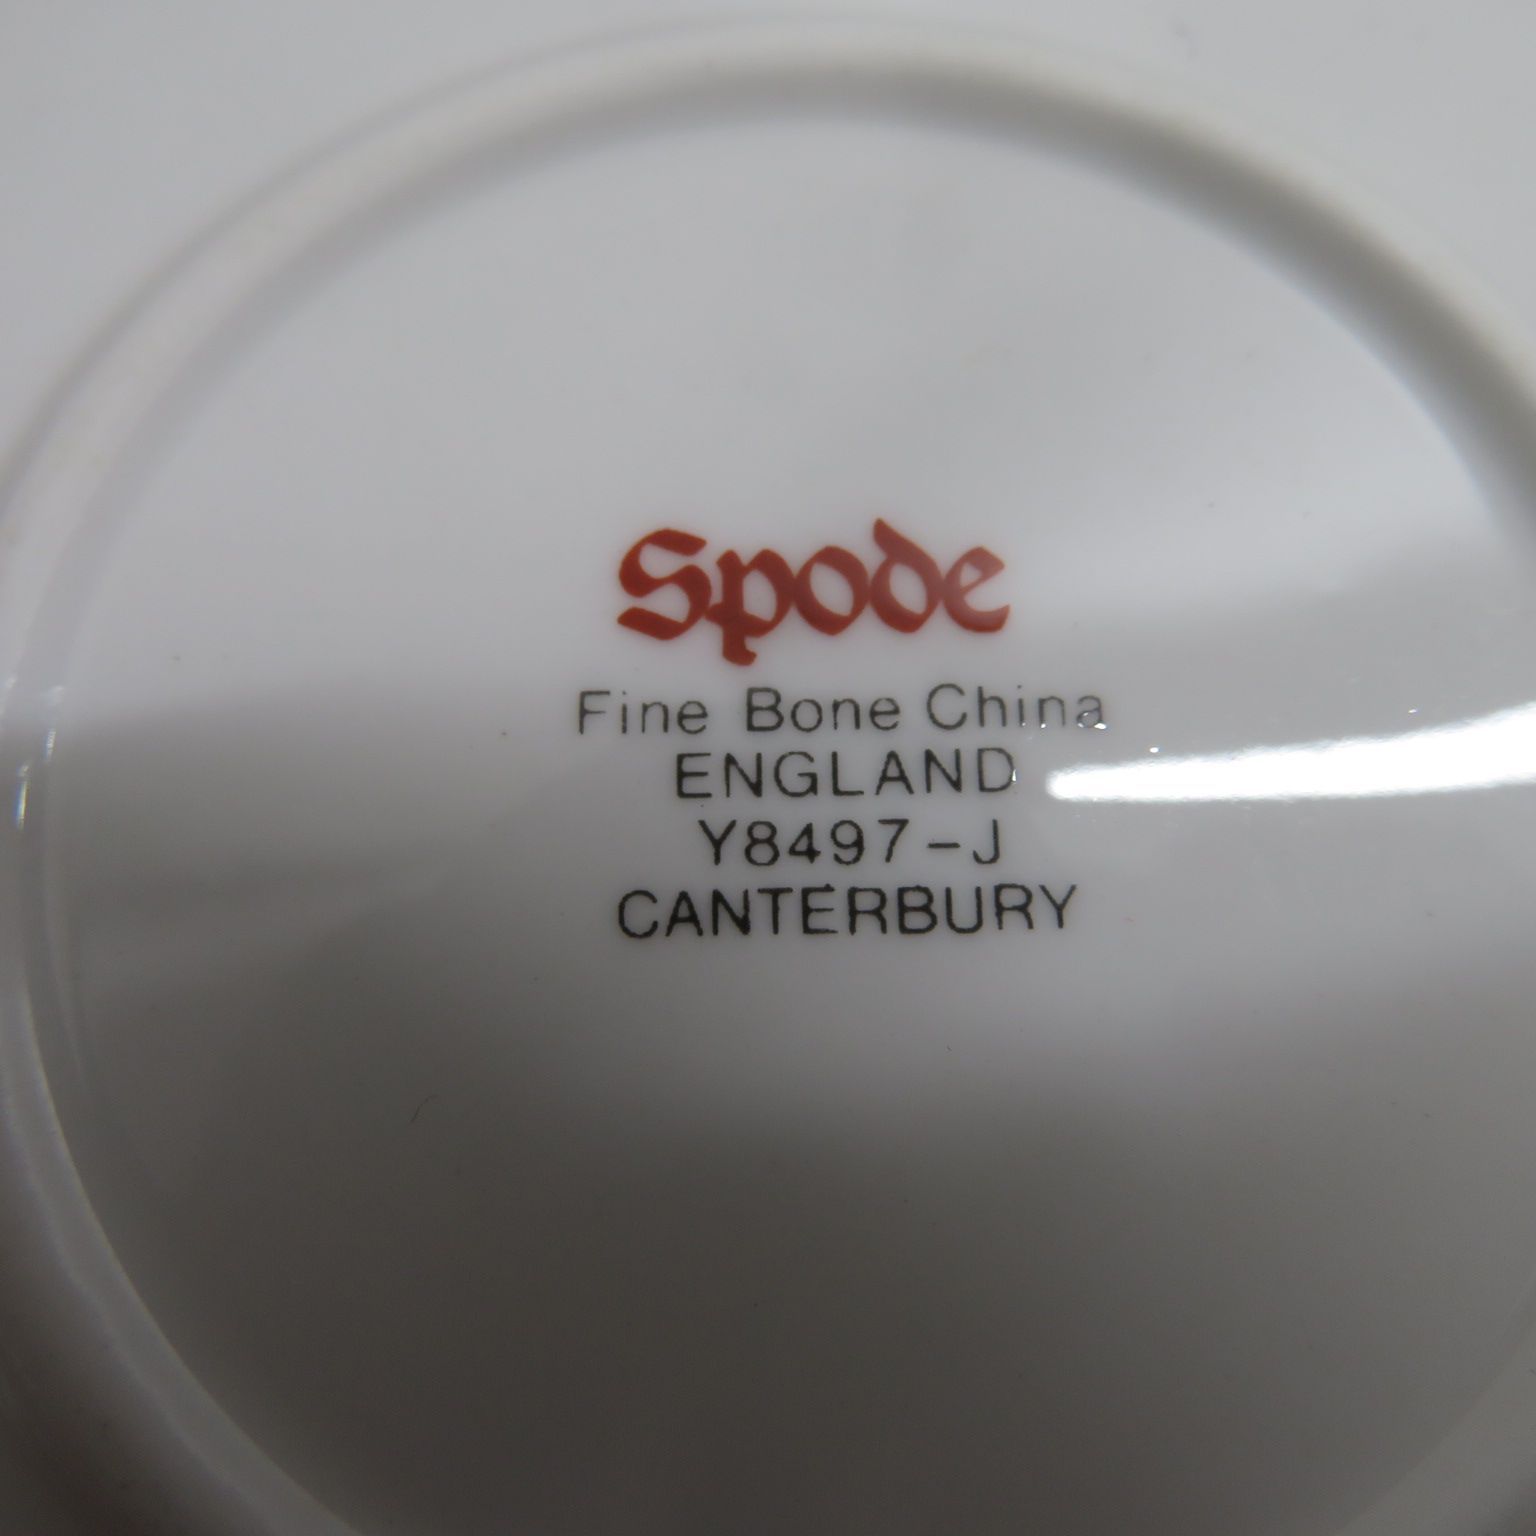 Spode
Fine Bone China
ENGLAND
Y8497-J
CANTERBURY